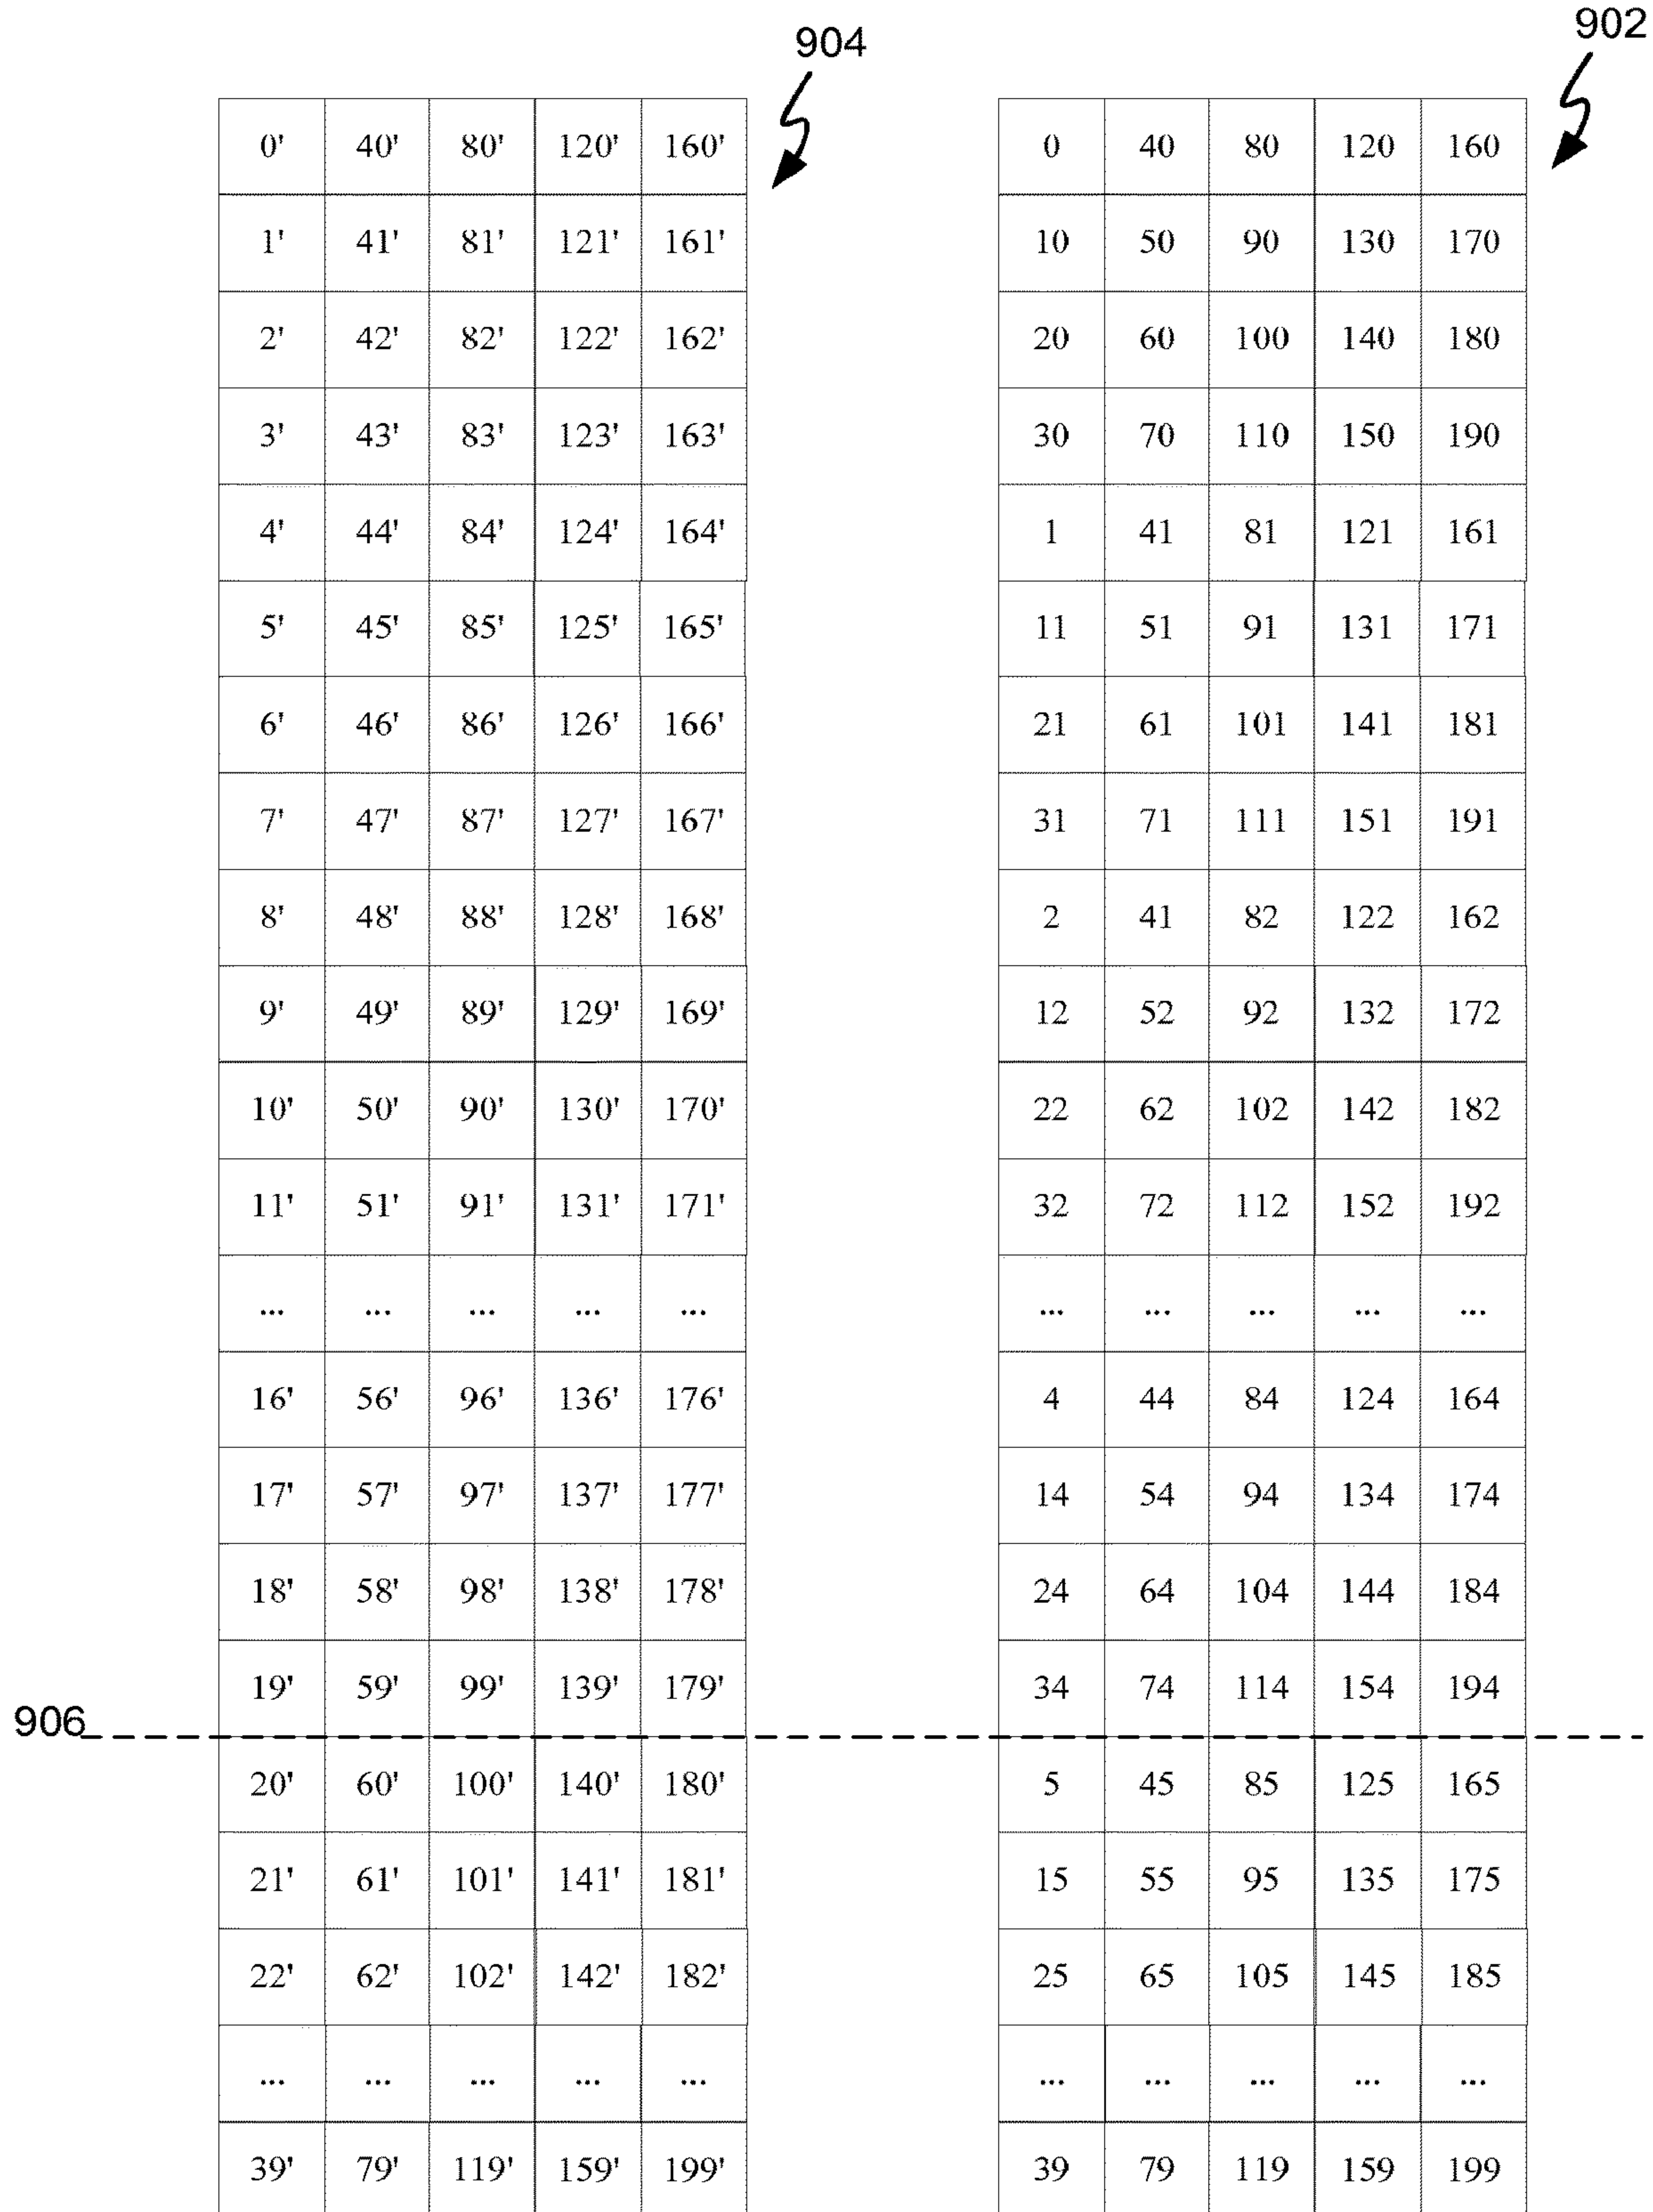 904 902
0' 40' 80' 120' 160' 0 40 80 120 160
1' 41' 81' 121' 161' 10 50 90 130 170
2' 42' 82' 122' 162' 20 60 100 140 180
3' 43' 83' 123' 163' 30 70 110 150 190
4' 44' 84' 124' 164' 1 41 81 121 161
5' 45' 85' 125' 165' 11 51 91 131 171
6' 46' 86' 126' 166' 21 61 101 141 181
7' 47' 87' 127' 167' 31 71 111 151 191
8' 48' 88' 128' 168' 2 41 82 122 162
9' 49' 89' 129' 169' 12 52 92 132 172
10' 50' 90' 130' 170' 22 62 102 142 182
11' 51' 91' 131' 171' 32 72 112 152 192
... ... ... ... ... ... ... ... ... ...
16' 56' 96' 136' 176' 4 44 84 124 164
17' 57' 97' 137' 177' 14 54 94 134 174
18' 58' 98' 138' 178' 24 64 104 144 184
19' 59' 99' 139' 179' 34 74 114 154 194
906
20' 60' 100' 140' 180' 5 45 85 125 165
21' 61' 101' 141' 181' 15 55 95 135 175
22' 62' 102' 142' 182' 25 65 105 145 185
... ... ... ... ... ... ... ... ... ...
39' 79' 119' 159' 199' 39 79 119 159 199